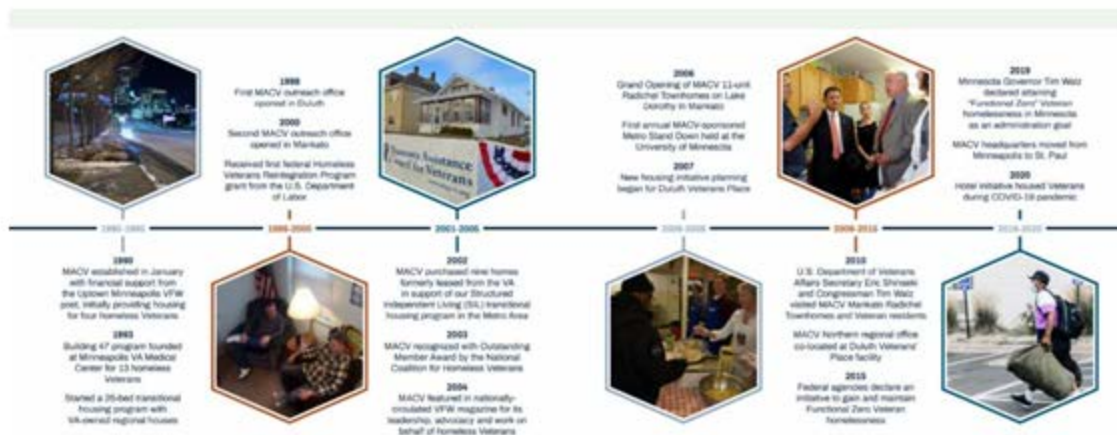 1998
First MACV outreach office
opened in Duluth
2000
Second MACV outreach office
opened in Mankato
Received first federal Homeless
Veterans Reintegration Program
grant from the U.S. Department
of Labor
Assistance
Council for Veterans
2006
Grand Opening of MACV 11-unit
Radichel Townhomes on Lake
Dorothy in Mankato
First annual MACV-sponsored
Metro Stand Down held at the
University of Minnesota
2007
New housing initiative planning
began for Duluth Veterans Place
2019
Minnesota Governor Tim Walz
declared attaining
"Functional Zero" Veteran
homelessness in Minnesota
as an administration goal
MACV headquarters moved from
Minneapolis to St. Paul
2020
Hotel initiative housed Veterans
during COVID-19 pandemic
2001-2005
1990
MACV established in January
with financial support from
the Uptown Minneapolis VFW
post, initially providing housing
for four homeless Veterans
1993
Building 47 program founded
at Minneapolis VA Medical
Center for 13 homeless
Veterans
Started a 26-bed transitional
housing program with
VA-owned regional houses
2002
MACV purchased nine homes
formerly leased from the VA
in support of our Structured
Independent Living (SIL) transitional
housing program in the Metro Area
2003
MACV recognized with Outstanding
Member Award by the National
Coalition for Homeless Veterans
2004
MACV featured in nationally-
circulated VFW magazine for its
leadership, advocacy and work on
behalf of homeless Veterans
2010
U.S. Department of Veterans
Affairs Secretary Eric Shinseki
and Congressman Tim Walz
visited MACV Mankato Radichel
Townhomes and Veteran residents
MACV Northern regional office
co-located at Duluth Veterans'
Place facility
2015
Federal agencies declare an
initiative to gain and maintain
Functional Zero Veteran
homelessness